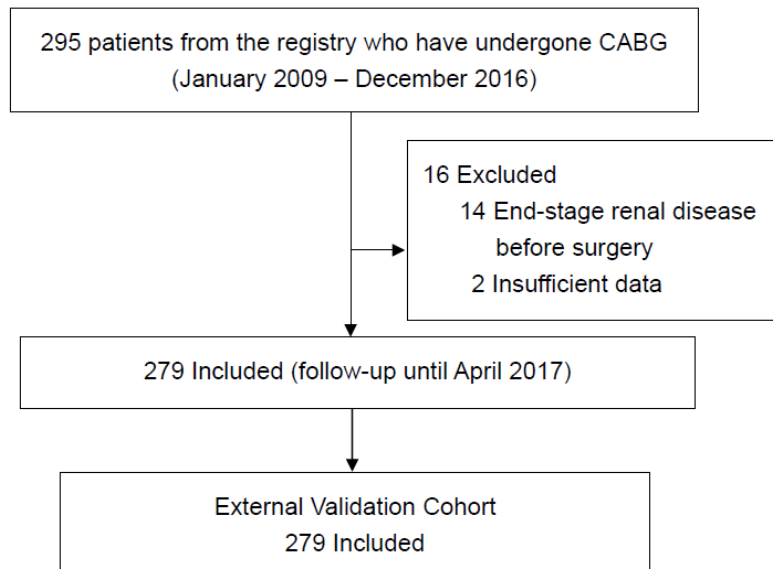 295 patients from the registry who have undergone CABG
(January 2009 – December 2016)
16 Excluded
14 End-stage renal disease
before surgery
2 Insufficient data
279 Included (follow-up until April 2017)
External Validation Cohort
279 Included